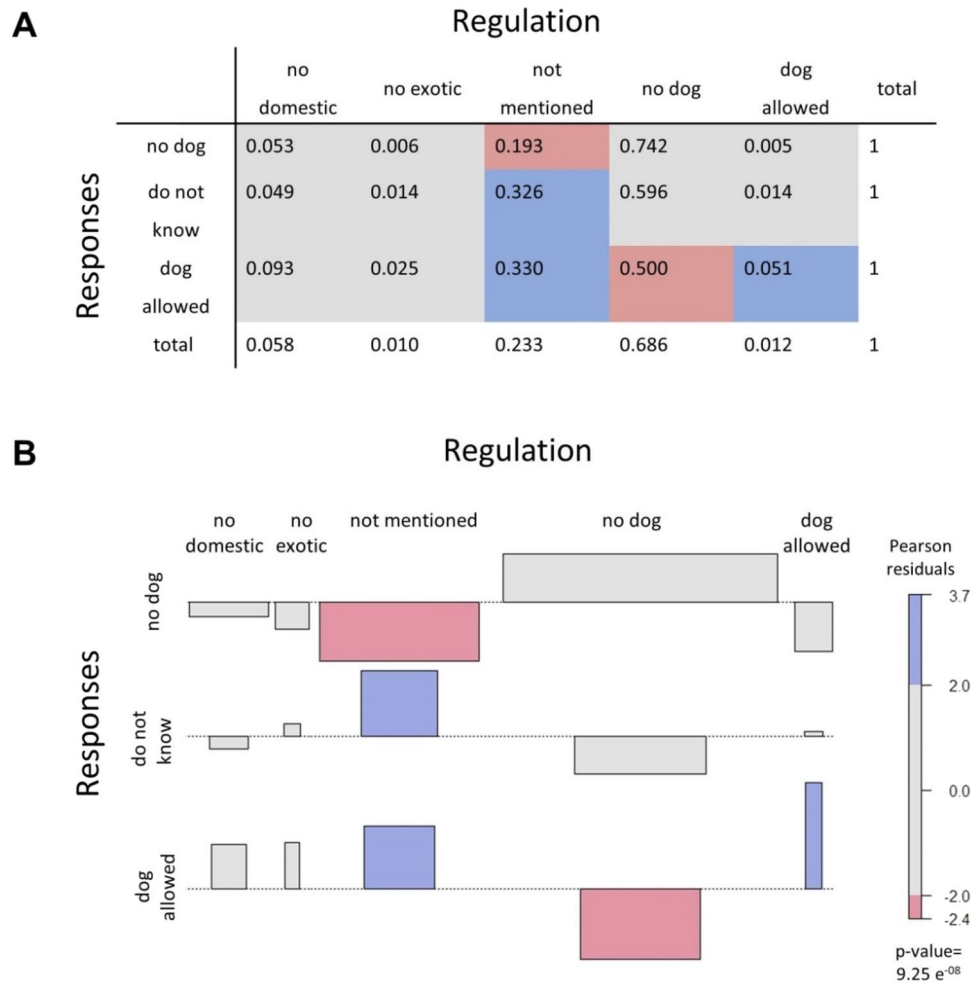 A
Regulation
no domestic no exotic not mentioned no dog dog allowed total
Responses
no dog 0.053 0.006 0.193 0.742 0.005 1
do not know 0.049 0.014 0.326 0.596 0.014 1
dog allowed 0.093 0.025 0.330 0.500 0.051 1
total 0.058 0.010 0.233 0.686 0.012 1
B
Regulation
no domestic no exotic not mentioned no dog dog allowed
Responses
no dog
do not know
dog allowed
Pearson
residuals
3.7
2.0
0.0
-2.0
-2.4
p-value=
9.25 e-08